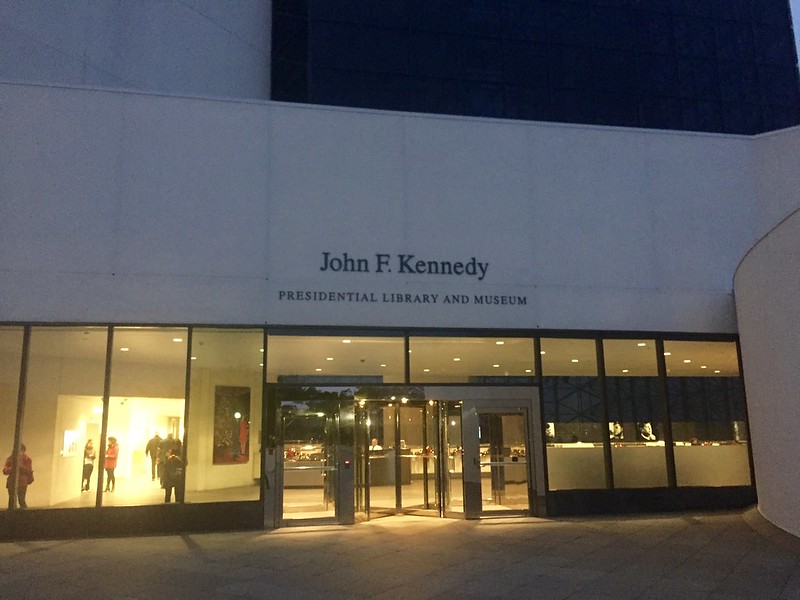 John F. Kennedy
PRESIDENTIAL LIBRARY AND MUSEUM